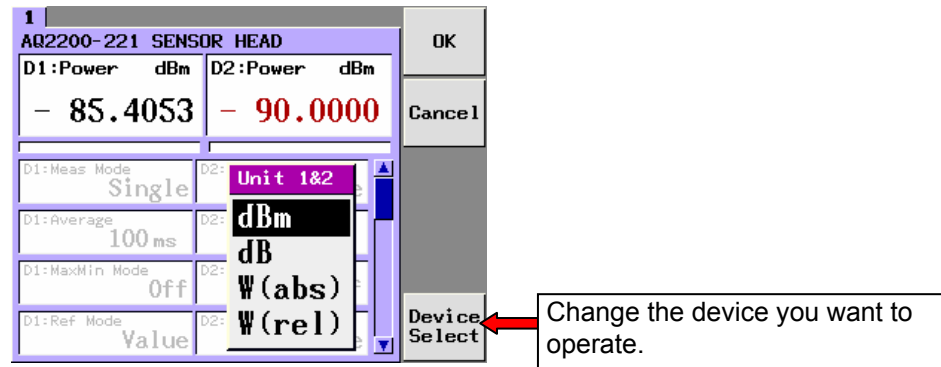 1
AQ2200-221 SENSOR HEAD
D1:Power dBm D2:Power dBm
- 85.4053 - 90.0000
D1:Meas Mode D2:
Single e
D1:Average D2:
100 ms
D1:MaxMin Mode D2:
Off f
D1:Ref Mode D2:
Value e
Unit 1&2
dBm
dB
W(abs)
W(rel)
OK
Cancel
Device
Select
Change the device you want to
operate.